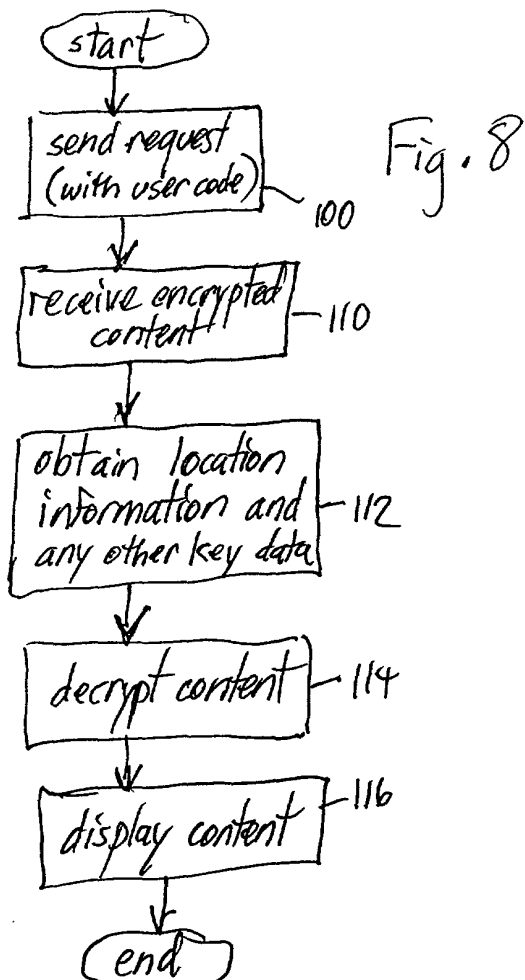 start
send request
(with user code)
100
Fig. 8
receive encrypted
content
110
obtain location
information and
any other key data
112
decrypt content
114
display content
116
end